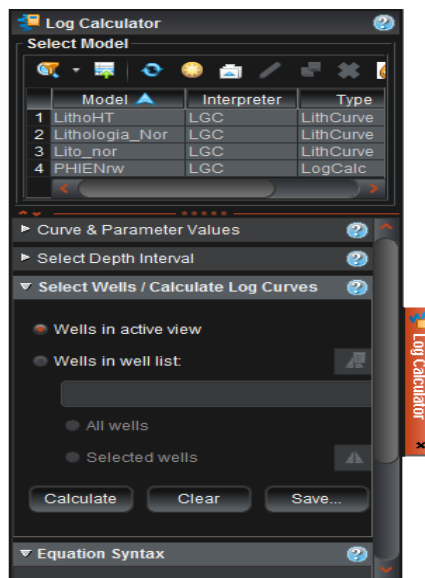 Log Calculator
Select Model
Model Interpreter Type
1 LithoHT LGC LithCurve
2 Lithologia_Nor LGC LithCurve
3 Lito_nor LGC LithCurve
4 PHIENrw LGC LogCalc
Curve & Parameter Values
Select Depth Interval
Select Wells / Calculate Log Curves
Wells in active view
Wells in well list:
All wells
Selected wells
Calculate Clear Save...
Equation Syntax
Log Calculator